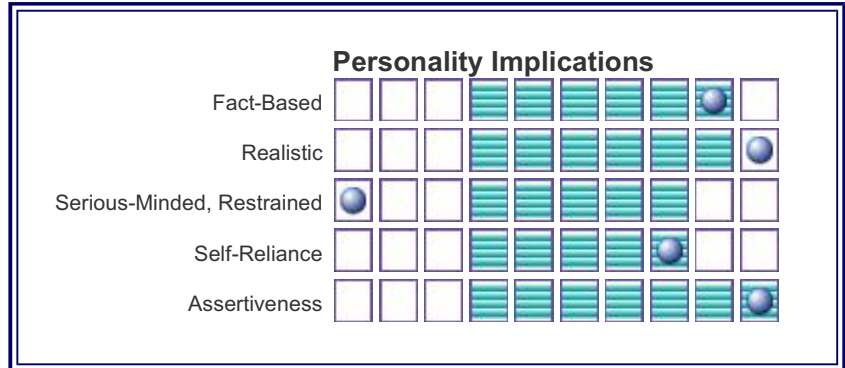 Personality Implications
Fact-Based
Realistic
Serious-Minded, Restrained
Self-Reliance
Assertiveness